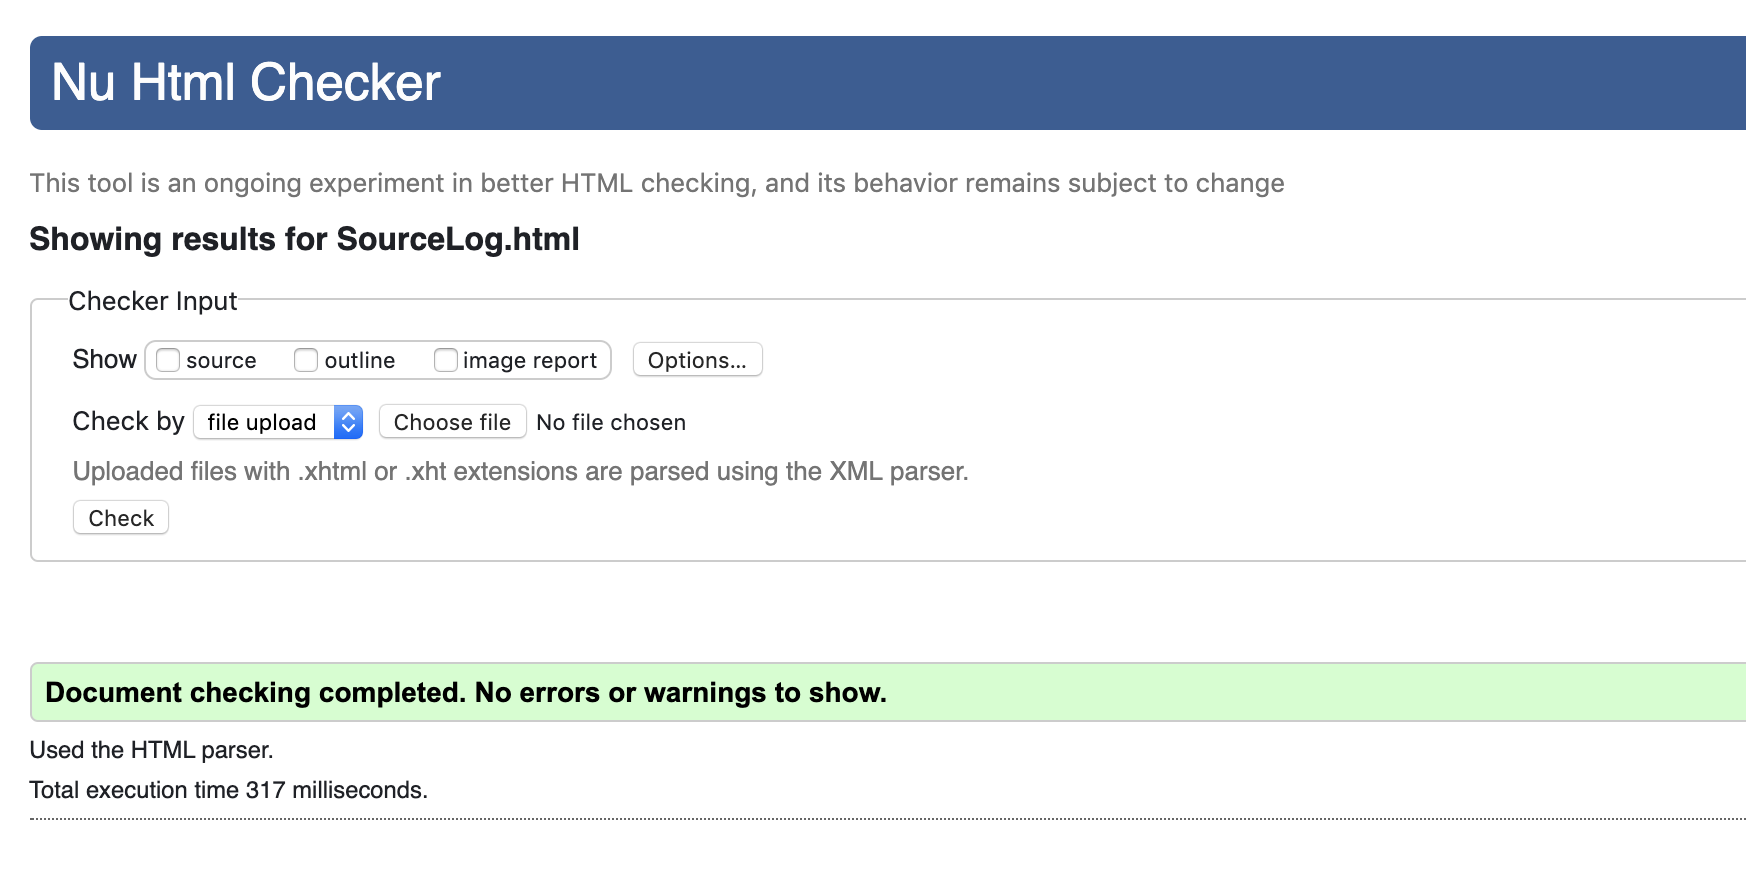 Nu Html Checker
This tool is an ongoing experiment in better HTML checking, and its behavior remains subject to change
Showing results for SourceLog.html
Checker Input
Show source outline image report Options...
Check by file upload Choose file No file chosen
Uploaded files with .xhtml or .xht extensions are parsed using the XML parser.
Check
Document checking completed. No errors or warnings to show.
Used the HTML parser.
Total execution time 317 milliseconds.